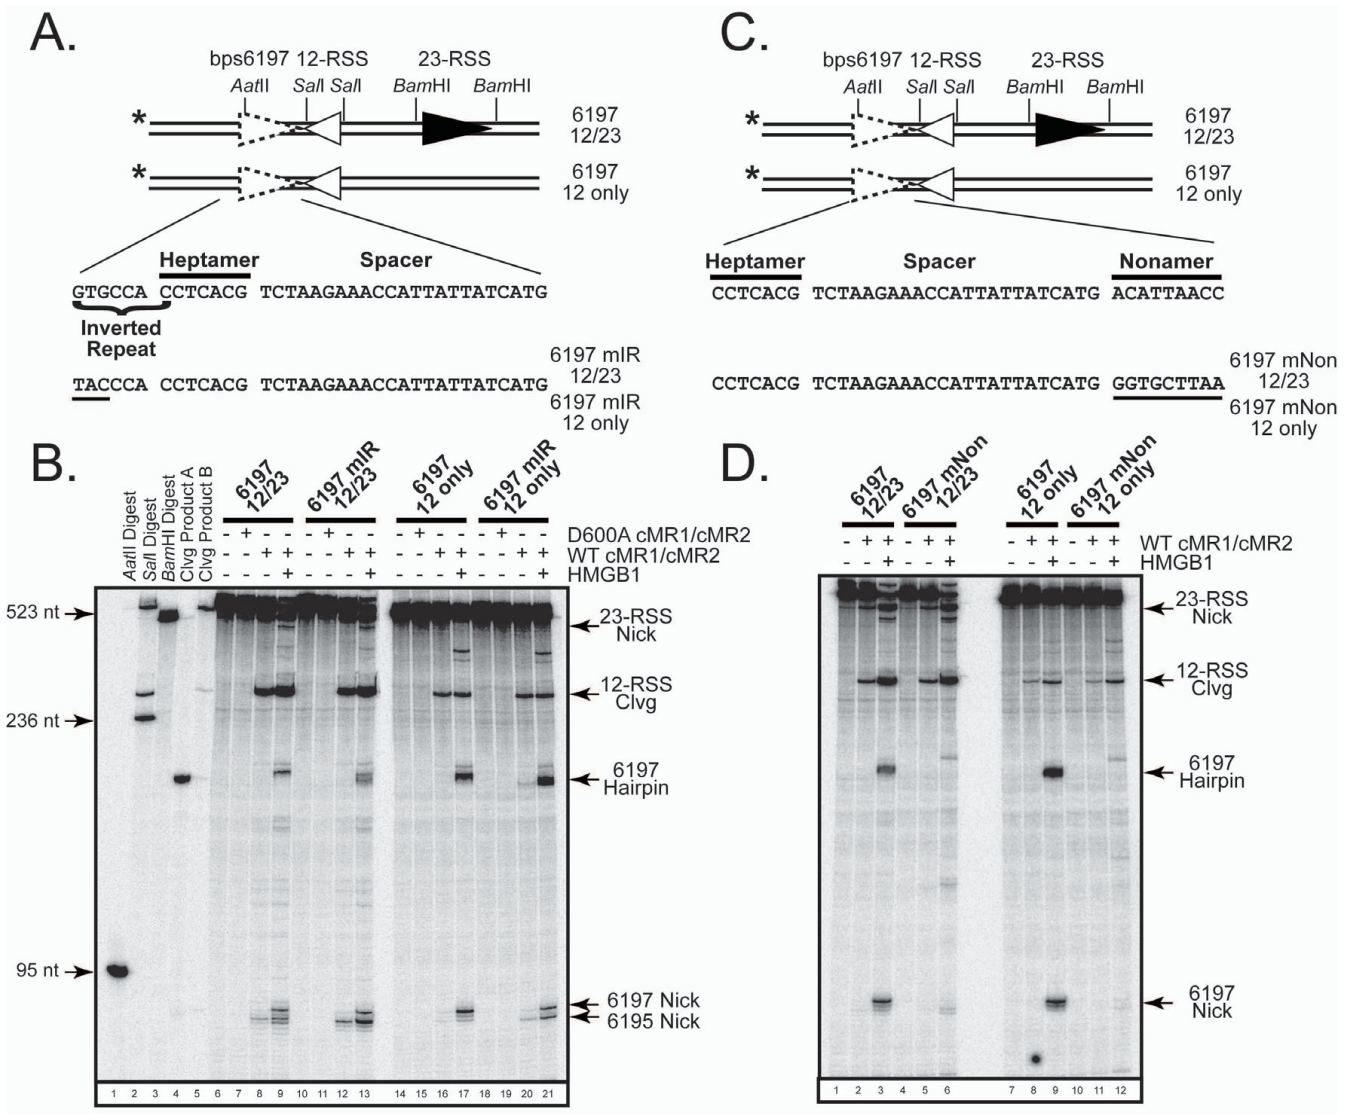 A.
bps6197 12-RSS 23-RSS
AatII SalI SalI BamHI BamHI
*
6197
12/23
*
6197
12 only
Heptamer Spacer
GTGCCA CCTCACG TCTAAGAAACCATTATTATCATG
Inverted
Repeat
6197 mIR
12/23
TACCCA CCTCACG TCTAAGAAACCATTATTATCATG
6197 mIR
12 only
C.
bps6197 12-RSS 23-RSS
AatII SalI SalI BamHI BamHI
*
6197
12/23
*
6197
12 only
Heptamer Spacer Nonamer
CCTCACG TCTAAGAAACCATTATTATCATG ACATTAACC
6197 mNon
12/23
CCTCACG TCTAAGAAACCATTATTATCATG GGTGCTTAA
6197 mNon
12 only
B.
AatII Digest
SalI Digest
BamHI Digest
Clvg Product A
Clvg Product B
6197
12/23
6197 mIR
12/23
6197
12 only
6197 mIR
12 only
- + - - - + - - - + - - - + - - D600A cMR1/cMR2
- - + + - - + + - - + + - - + + WT cMR1/cMR2
- - - + - - - + - - - + - - - + HMGB1
523 nt
236 nt
95 nt
23-RSS
Nick
12-RSS
Clvg
6197
Hairpin
6197 Nick
6195 Nick
1 2 3 4 5 6 7 8 9 10 11 12 13 14 15 16 17 18 19 20 21
D.
6197
12/23
6197 mNon
12/23
6197
12 only
6197 mNon
12 only
- + + - + + - + + - + + WT cMR1/cMR2
- - + - - + - - + - - + HMGB1
23-RSS
Nick
12-RSS
Clvg
6197
Hairpin
6197
Nick
1 2 3 4 5 6 7 8 9 10 11 12